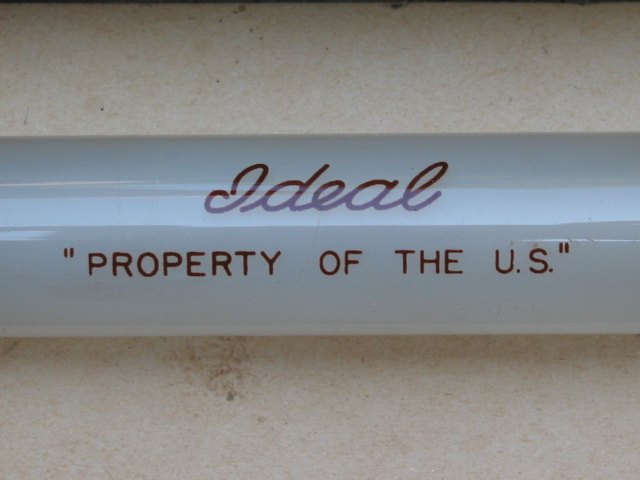 Ideal
"PROPERTY OF THE U.S."